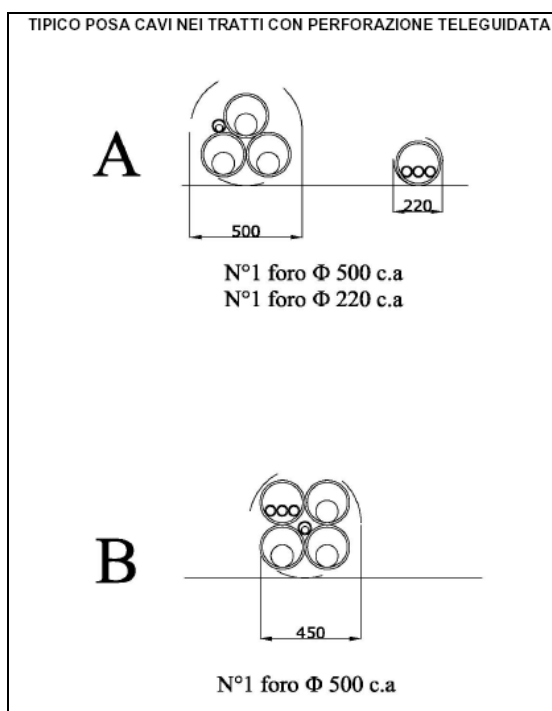 TIPICO POSA CAVI NEI TRATTI CON PERFORAZIONE TELEGUIDATA
A
500
220
N°1 foro Φ 500 c.a
N°1 foro Φ 220 c.a
B
450
N°1 foro Φ 500 c.a